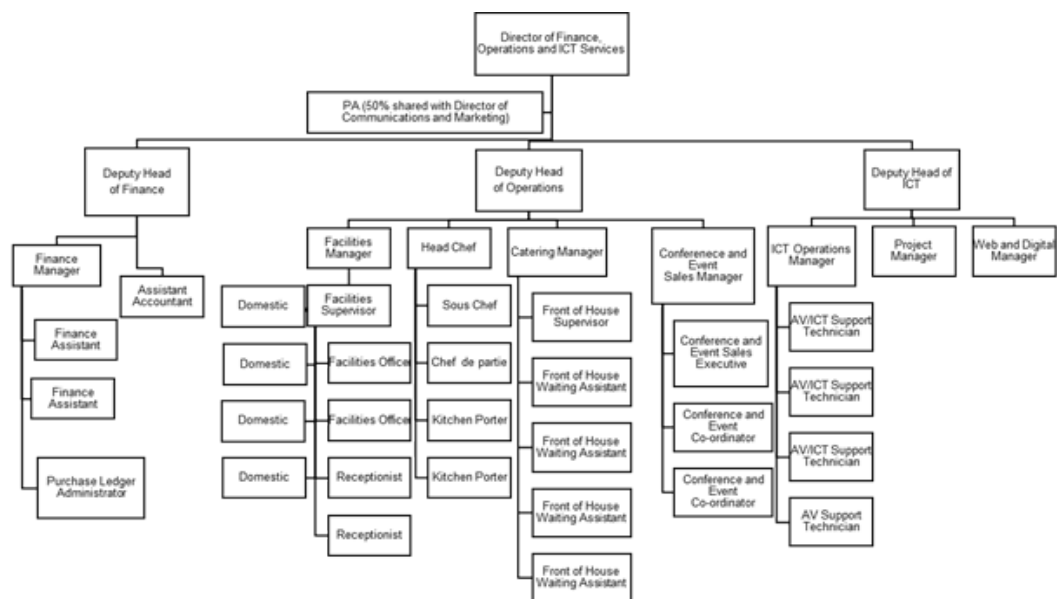 Director of Finance,
Operations and ICT Services
PA (50% shared with Director of
Communications and Marketing)
Deputy Head
of Finance
Deputy Head
of Operations
Deputy Head of
ICT
Finance
Manager
Assistant
Accountant
Finance
Assistant
Finance
Assistant
Purchase Ledger
Administrator
Facilities
Manager
Facilities
Supervisor
Domestic
Domestic
Domestic
Domestic
Facilities Officer
Facilities Officer
Receptionist
Receptionist
Head Chef
Sous Chef
Chef de partie
Kitchen Porter
Kitchen Porter
Catering Manager
Front of House
Supervisor
Front of House
Waiting Assistant
Front of House
Waiting Assistant
Front of House
Waiting Assistant
Front of House
Waiting Assistant
Conferenece and
Event
Sales Manager
Conference and
Event Sales
Executive
Conference and
Event
Co-ordinator
Conference and
Event
Co-ordinator
ICT Operations
Manager
AV/ICT Support
Technician
AV/ICT Support
Technician
AV/ICT Support
Technician
AV Support
Technician
Project
Manager
Web and Digital
Manager